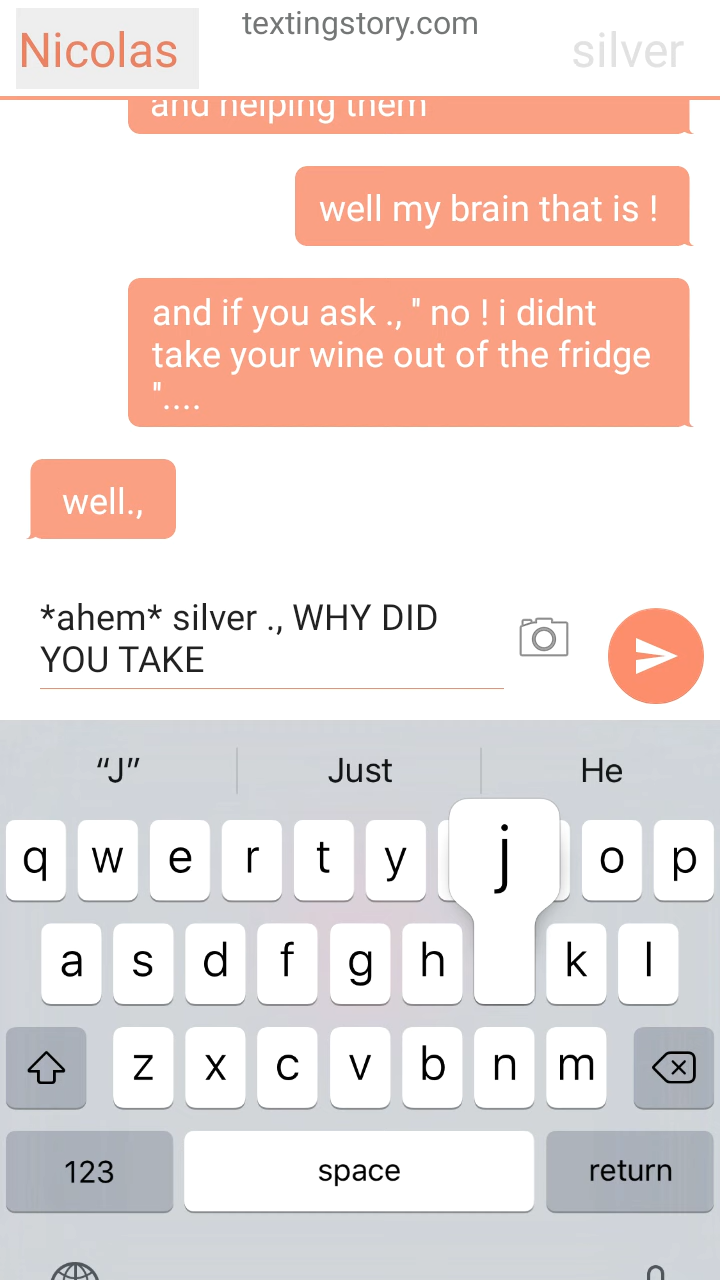 textingstory.com
Nicolas
silver
and helping them
well my brain that is !
and if you ask ., " no ! i didnt
take your wine out of the fridge
"....
well.,
*ahem* silver ., WHY DID
YOU TAKE
“J”
Just
He
q w e r t y j o p
a s d f g h k l
z x c v b n m
123
space
return